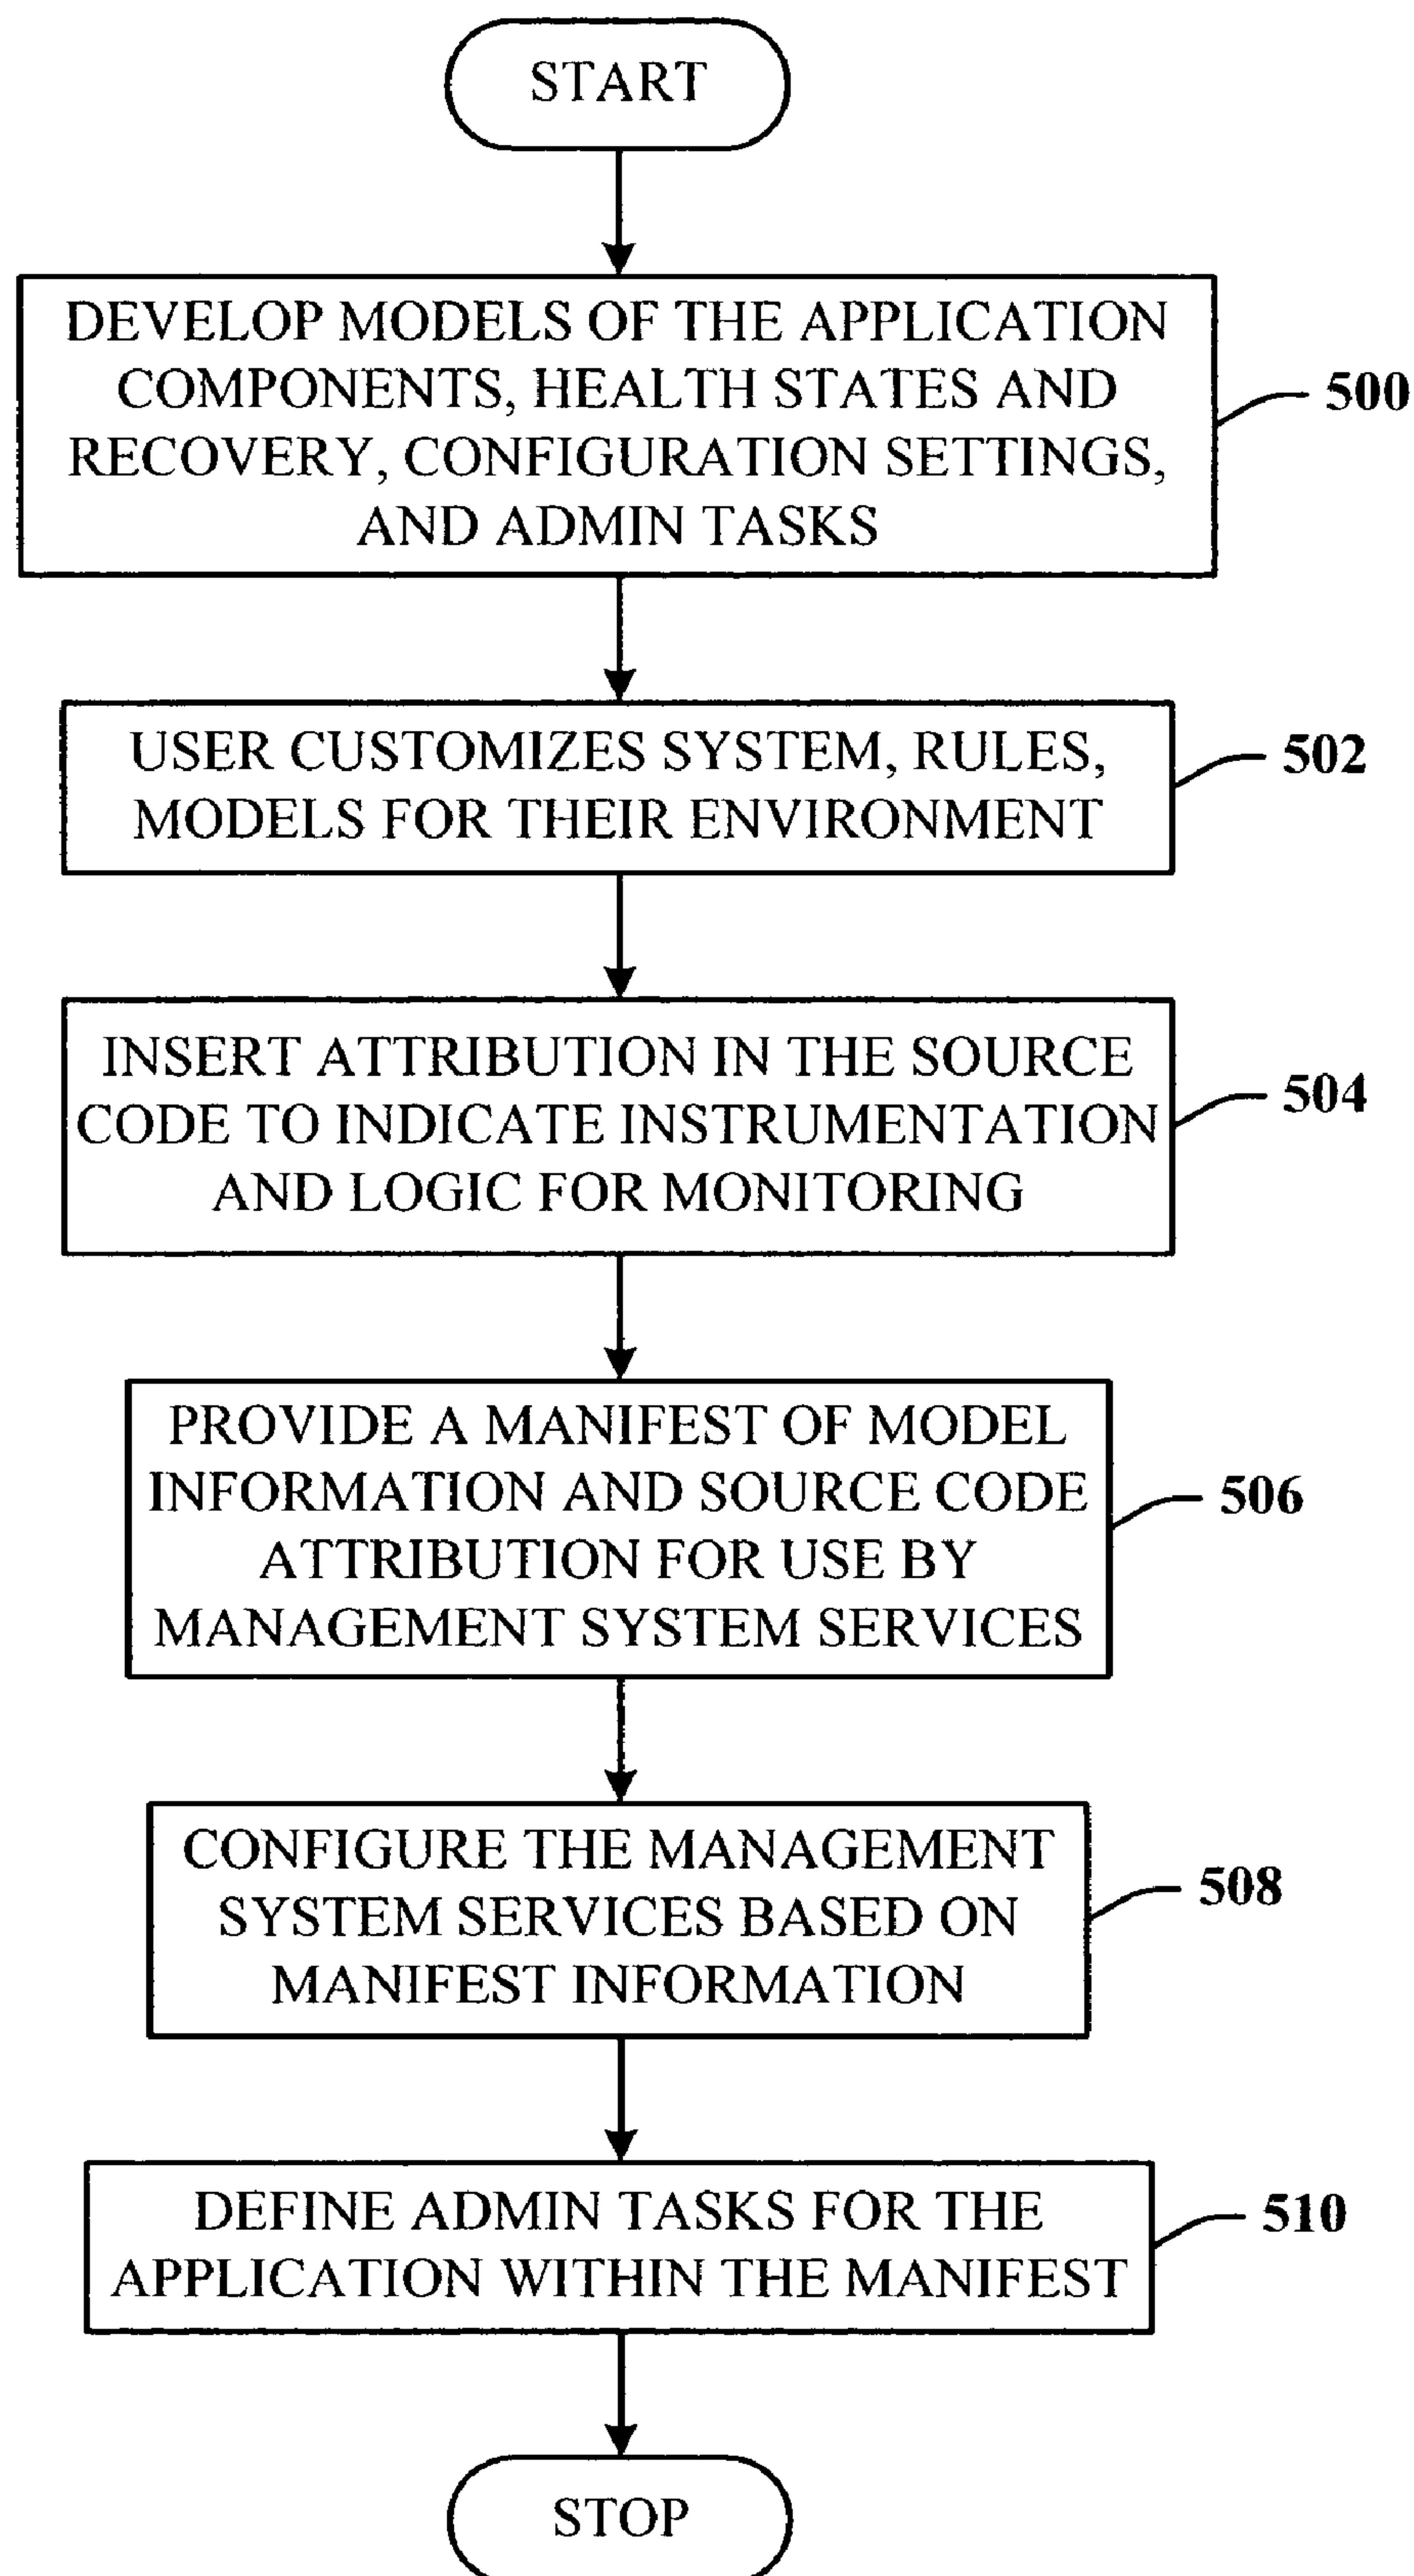 START
DEVELOP MODELS OF THE APPLICATION
COMPONENTS, HEALTH STATES AND
RECOVERY, CONFIGURATION SETTINGS,
AND ADMIN TASKS
500
USER CUSTOMIZES SYSTEM, RULES,
MODELS FOR THEIR ENVIRONMENT
502
INSERT ATTRIBUTION IN THE SOURCE
CODE TO INDICATE INSTRUMENTATION
AND LOGIC FOR MONITORING
504
PROVIDE A MANIFEST OF MODEL
INFORMATION AND SOURCE CODE
ATTRIBUTION FOR USE BY
MANAGEMENT SYSTEM SERVICES
506
CONFIGURE THE MANAGEMENT
SYSTEM SERVICES BASED ON
MANIFEST INFORMATION
508
DEFINE ADMIN TASKS FOR THE
APPLICATION WITHIN THE MANIFEST
510
STOP